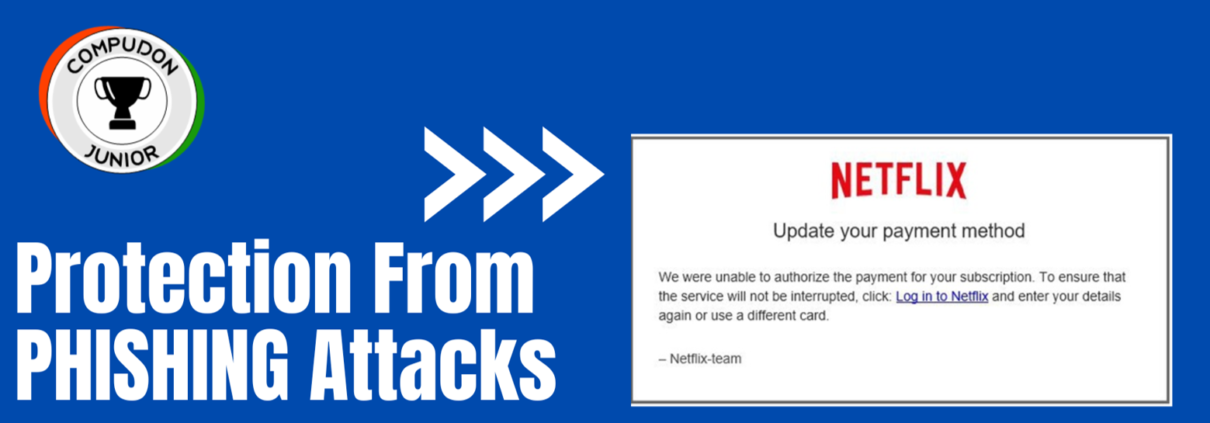 COMPUDON
JUNIOR
Protection From
PHISHING Attacks
NETFLIX
Update your payment method
We were unable to authorize the payment for your subscription. To ensure that
the service will not be interrupted, click: Log in to Netflix and enter your details
again or use a different card.
– Netflix-team